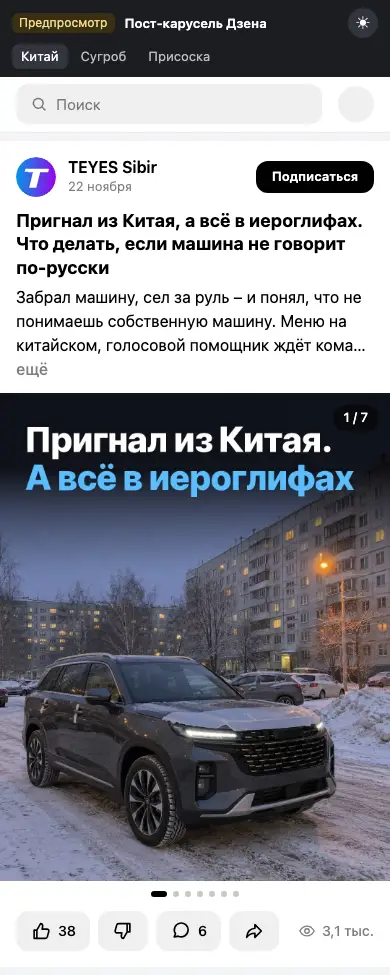 Предпросмотр Пост-карусель Дзена
Китай Сугроб Присоска
Поиск
TEYES Sibir
22 ноября
Подписаться
Пригнал из Китая, а всё в иероглифах.
Что делать, если машина не говорит
по-русски
Забрал машину, сел за руль – и понял, что не
понимаешь собственную машину. Меню на
китайском, голосовой помощник ждёт кома...
ещё
1 / 7
Пригнал из Китая.
А всё в иероглифах
38 6 3,1 тыс.